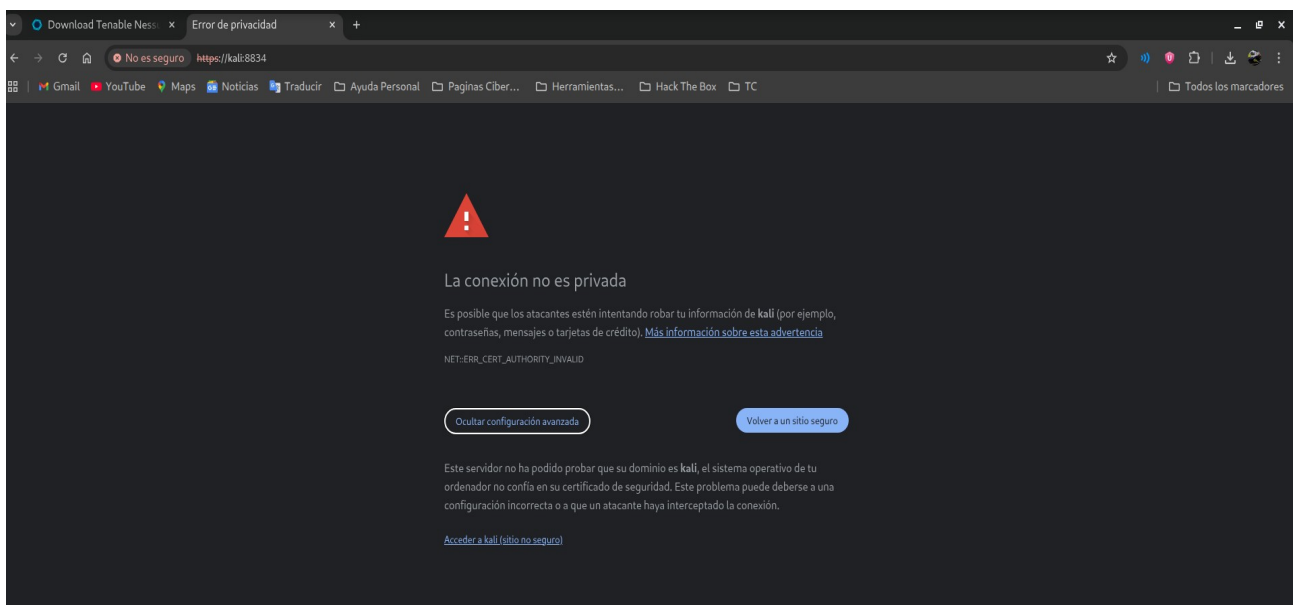 Download Tenable Ness
Error de privacidad
No es seguro
https://kali:8834
Gmail
YouTube
Maps
Noticias
Traducir
Ayuda Personal
Paginas Ciber...
Herramientas...
Hack The Box
TC
Todos los marcadores
La conexión no es privada
Es posible que los atacantes estén intentando robar tu información de kali (por ejemplo,
contraseñas, mensajes o tarjetas de crédito). Más información sobre esta advertencia
NET::ERR_CERT_AUTHORITY_INVALID
Ocultar configuración avanzada
Volver a un sitio seguro
Este servidor no ha podido probar que su dominio es kali, el sistema operativo de tu
ordenador no confía en su certificado de seguridad. Este problema puede deberse a una
configuración incorrecta o a que un atacante haya interceptado la conexión.
Acceder a kali (sitio no seguro)